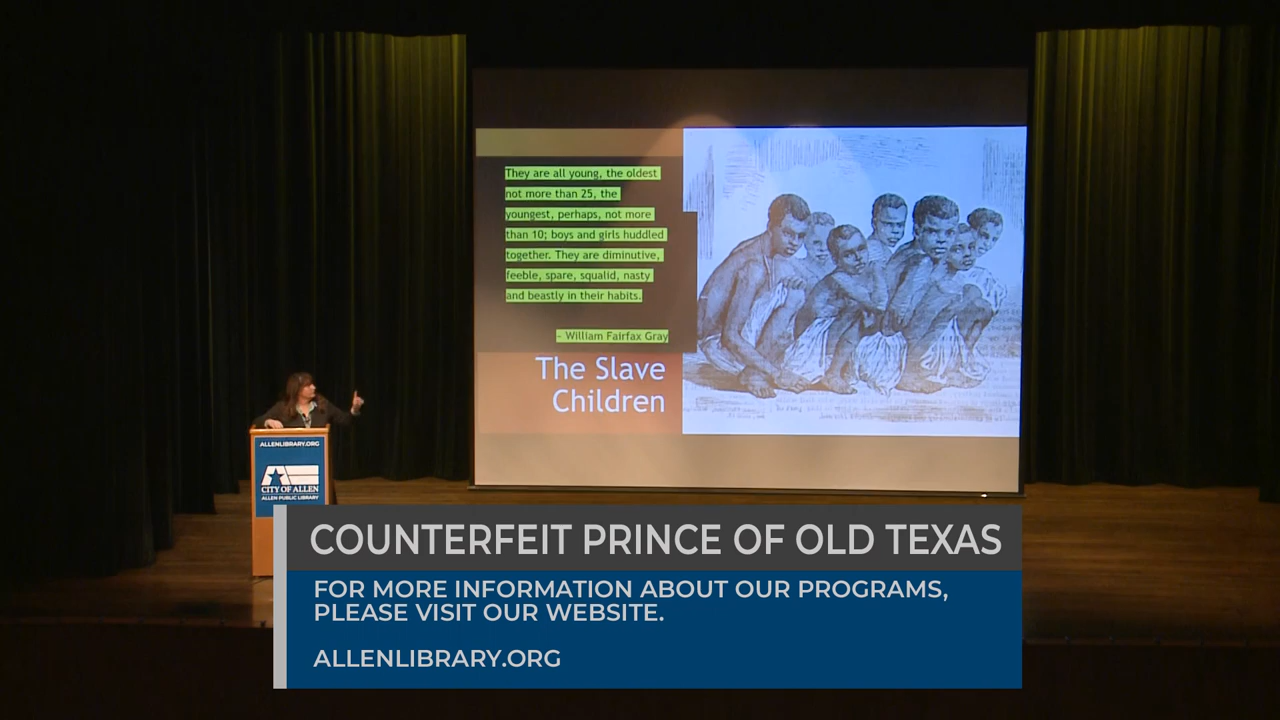 They are all young, the oldest
not more than 25, the
youngest, perhaps, not more
than 10; boys and girls huddled
together. They are diminutive,
feeble, spare, squalid, nasty
and beastly in their habits.
– William Fairfax Gray
The Slave
Children
ALLENLIBRARY.ORG
CITY OF ALLEN
ALLEN PUBLIC LIBRARY
COUNTERFEIT PRINCE OF OLD TEXAS
FOR MORE INFORMATION ABOUT OUR PROGRAMS,
PLEASE VISIT OUR WEBSITE.
ALLENLIBRARY.ORG